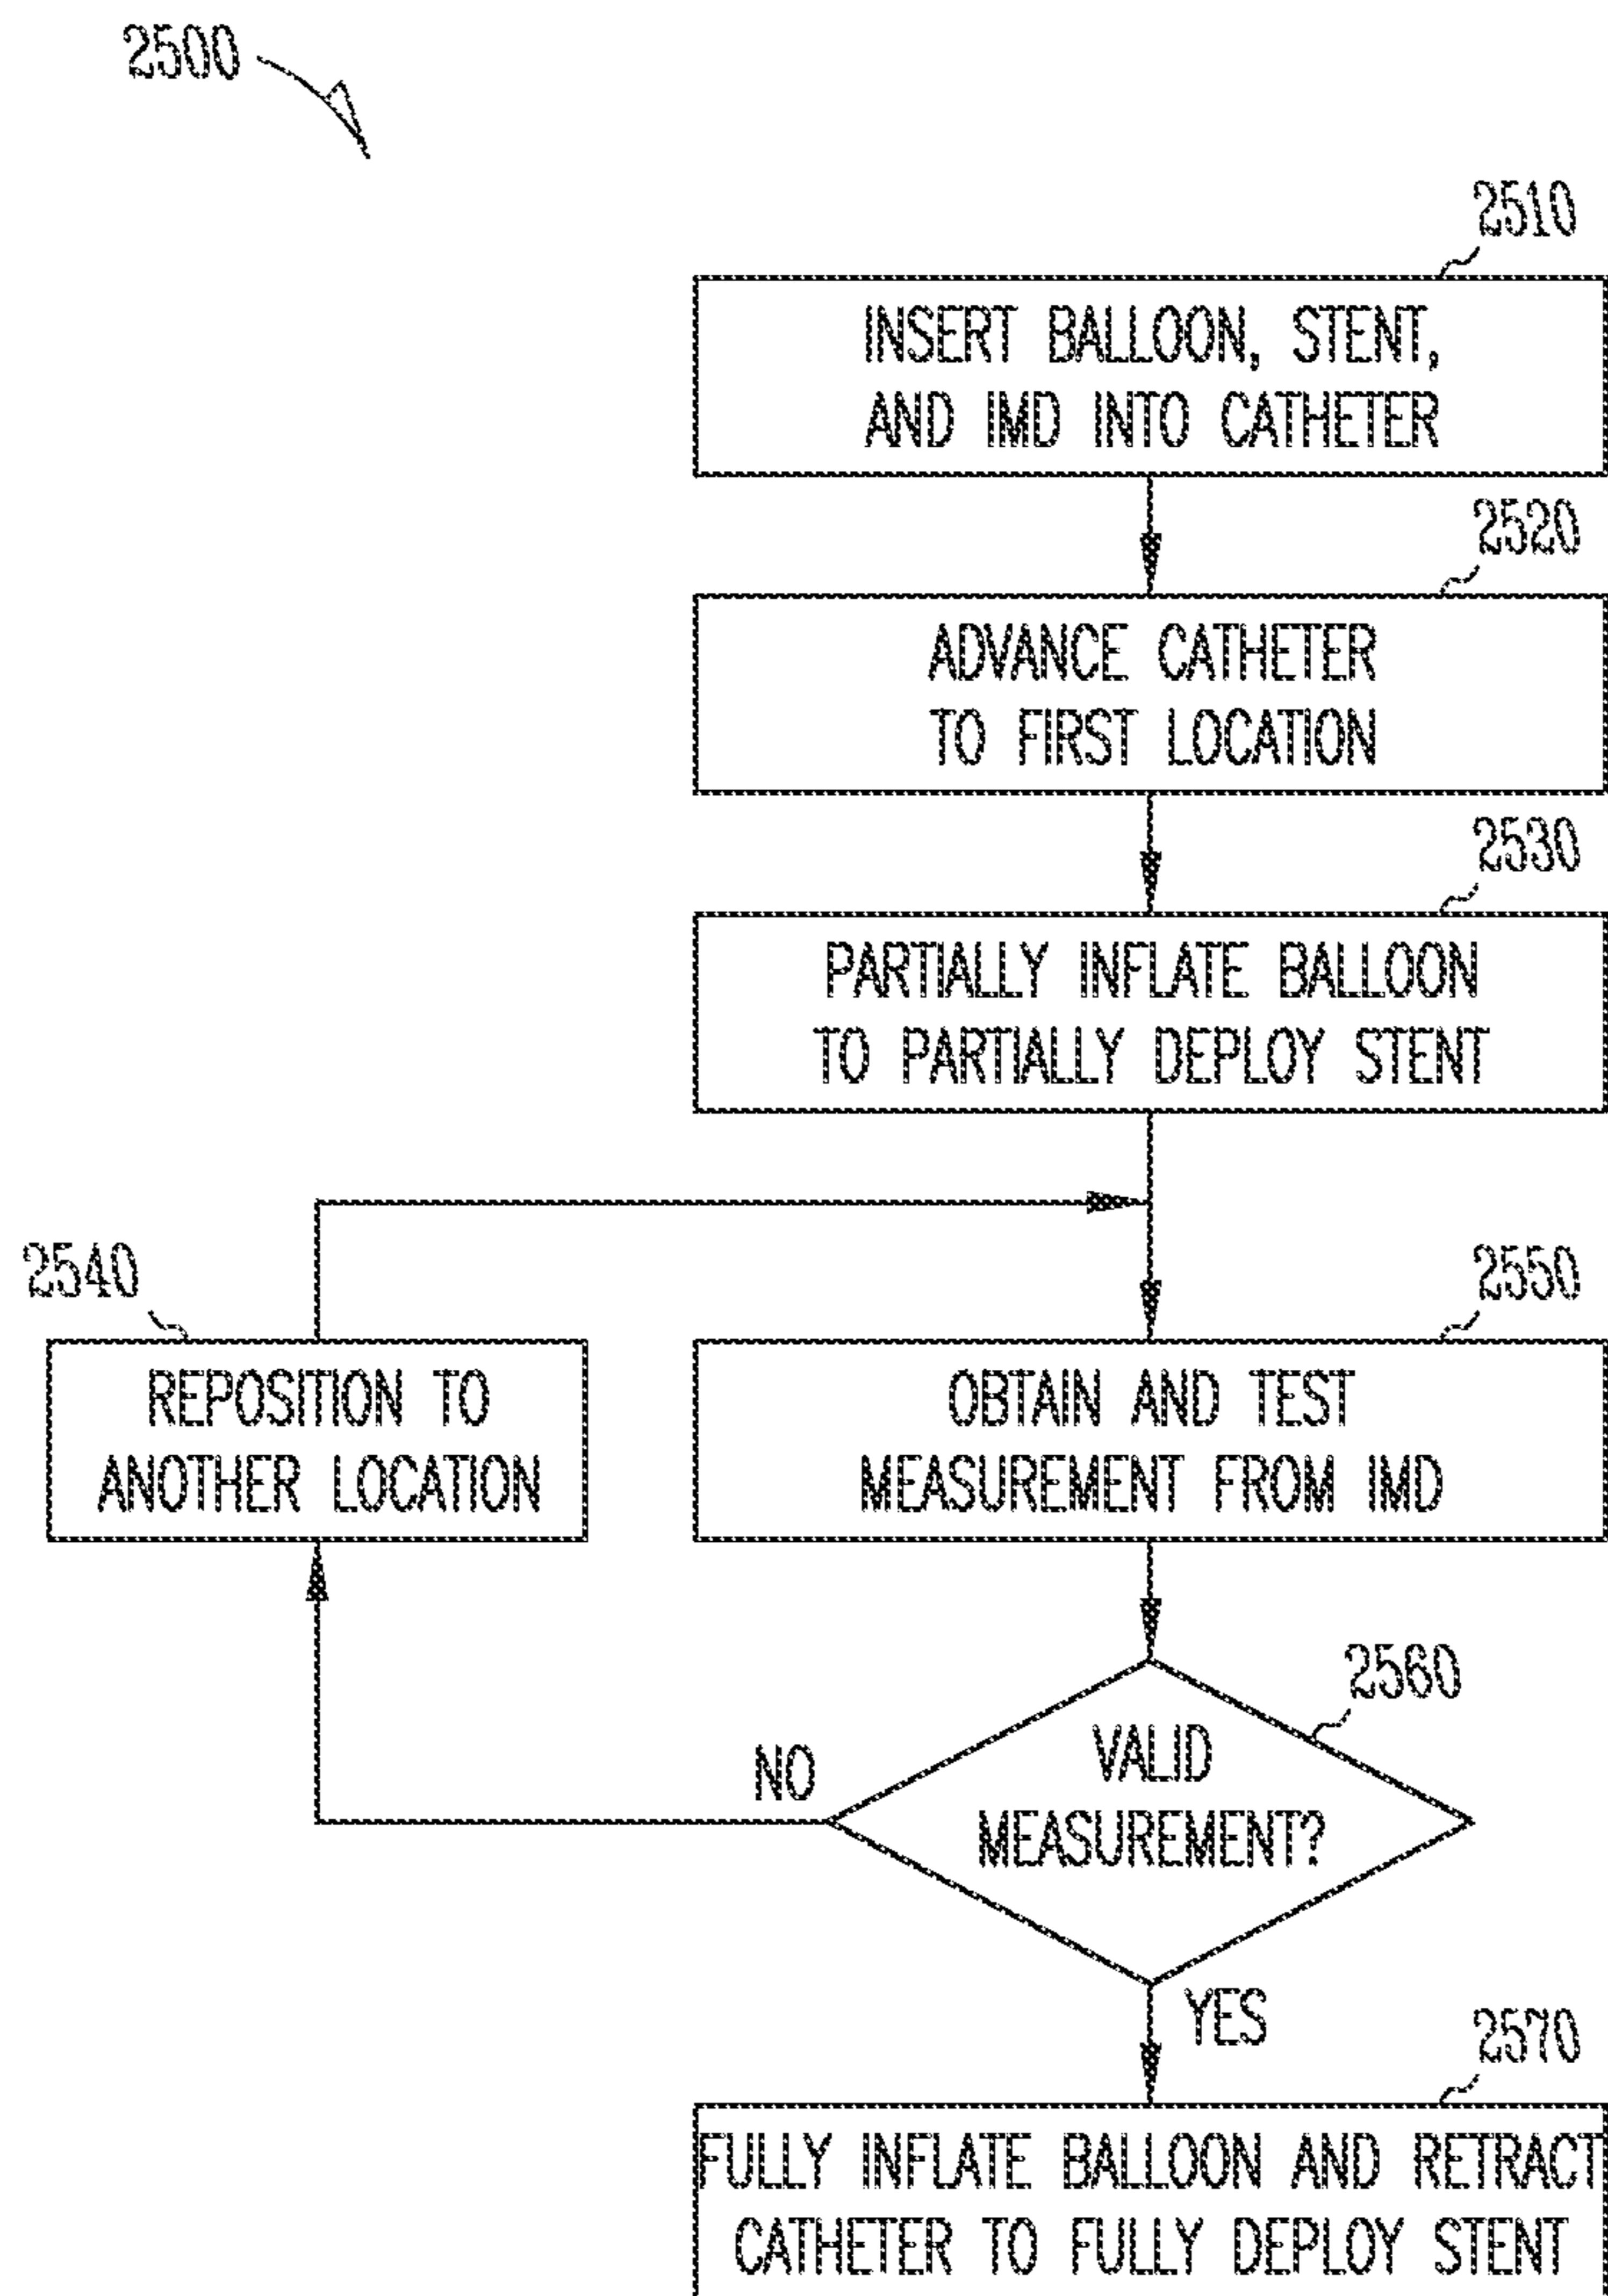 2500
2510
INSERT BALLOON, STENT,
AND IMD INTO CATHETER
2520
ADVANCE CATHETER
TO FIRST LOCATION
2530
PARTIALLY INFLATE BALLOON
TO PARTIALLY DEPLOY STENT
2540
REPOSITION TO
ANOTHER LOCATION
2550
OBTAIN AND TEST
MEASUREMENT FROM IMD
2560
VALID
MEASUREMENT?
NO
YES
2570
FULLY INFLATE BALLOON AND RETRACT
CATHETER TO FULLY DEPLOY STENT